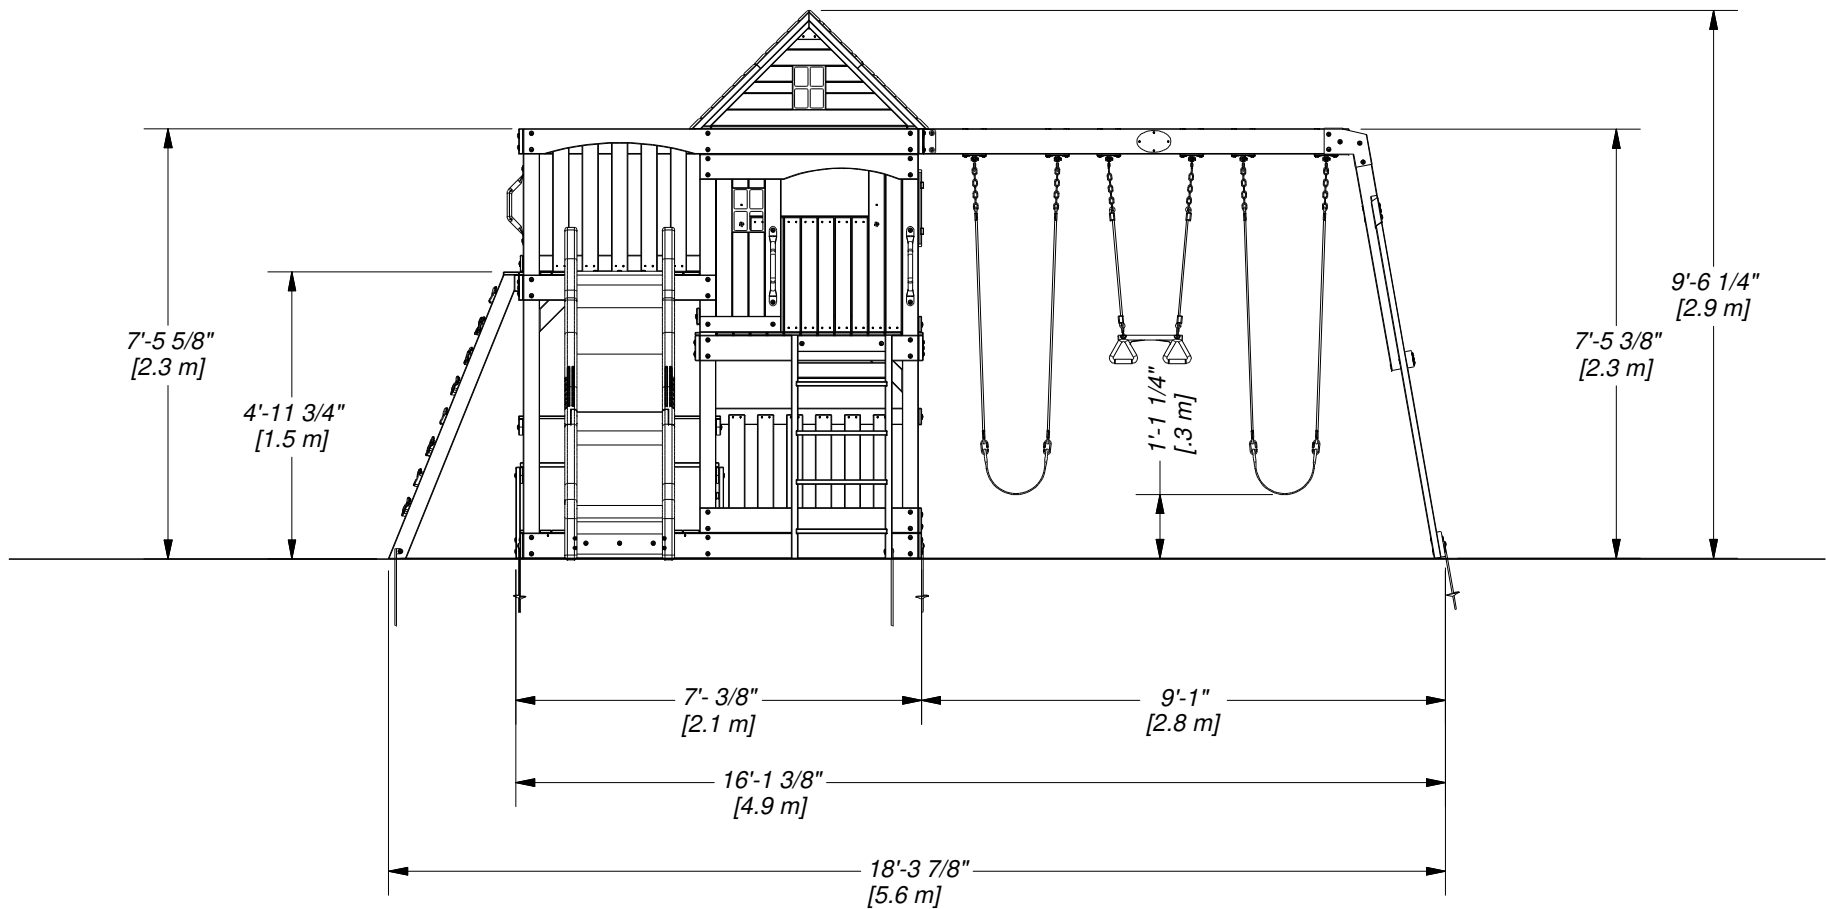 9'-6 1/4"
[2.9 m]
7'-5 5/8"
[2.3 m]
7'-5 3/8"
[2.3 m]
4'-11 3/4"
[1.5 m]
1'-1 1/4"
[.3 m]
7'- 3/8"
[2.1 m]
9'-1"
[2.8 m]
16'-1 3/8"
[4.9 m]
18'-3 7/8"
[5.6 m]